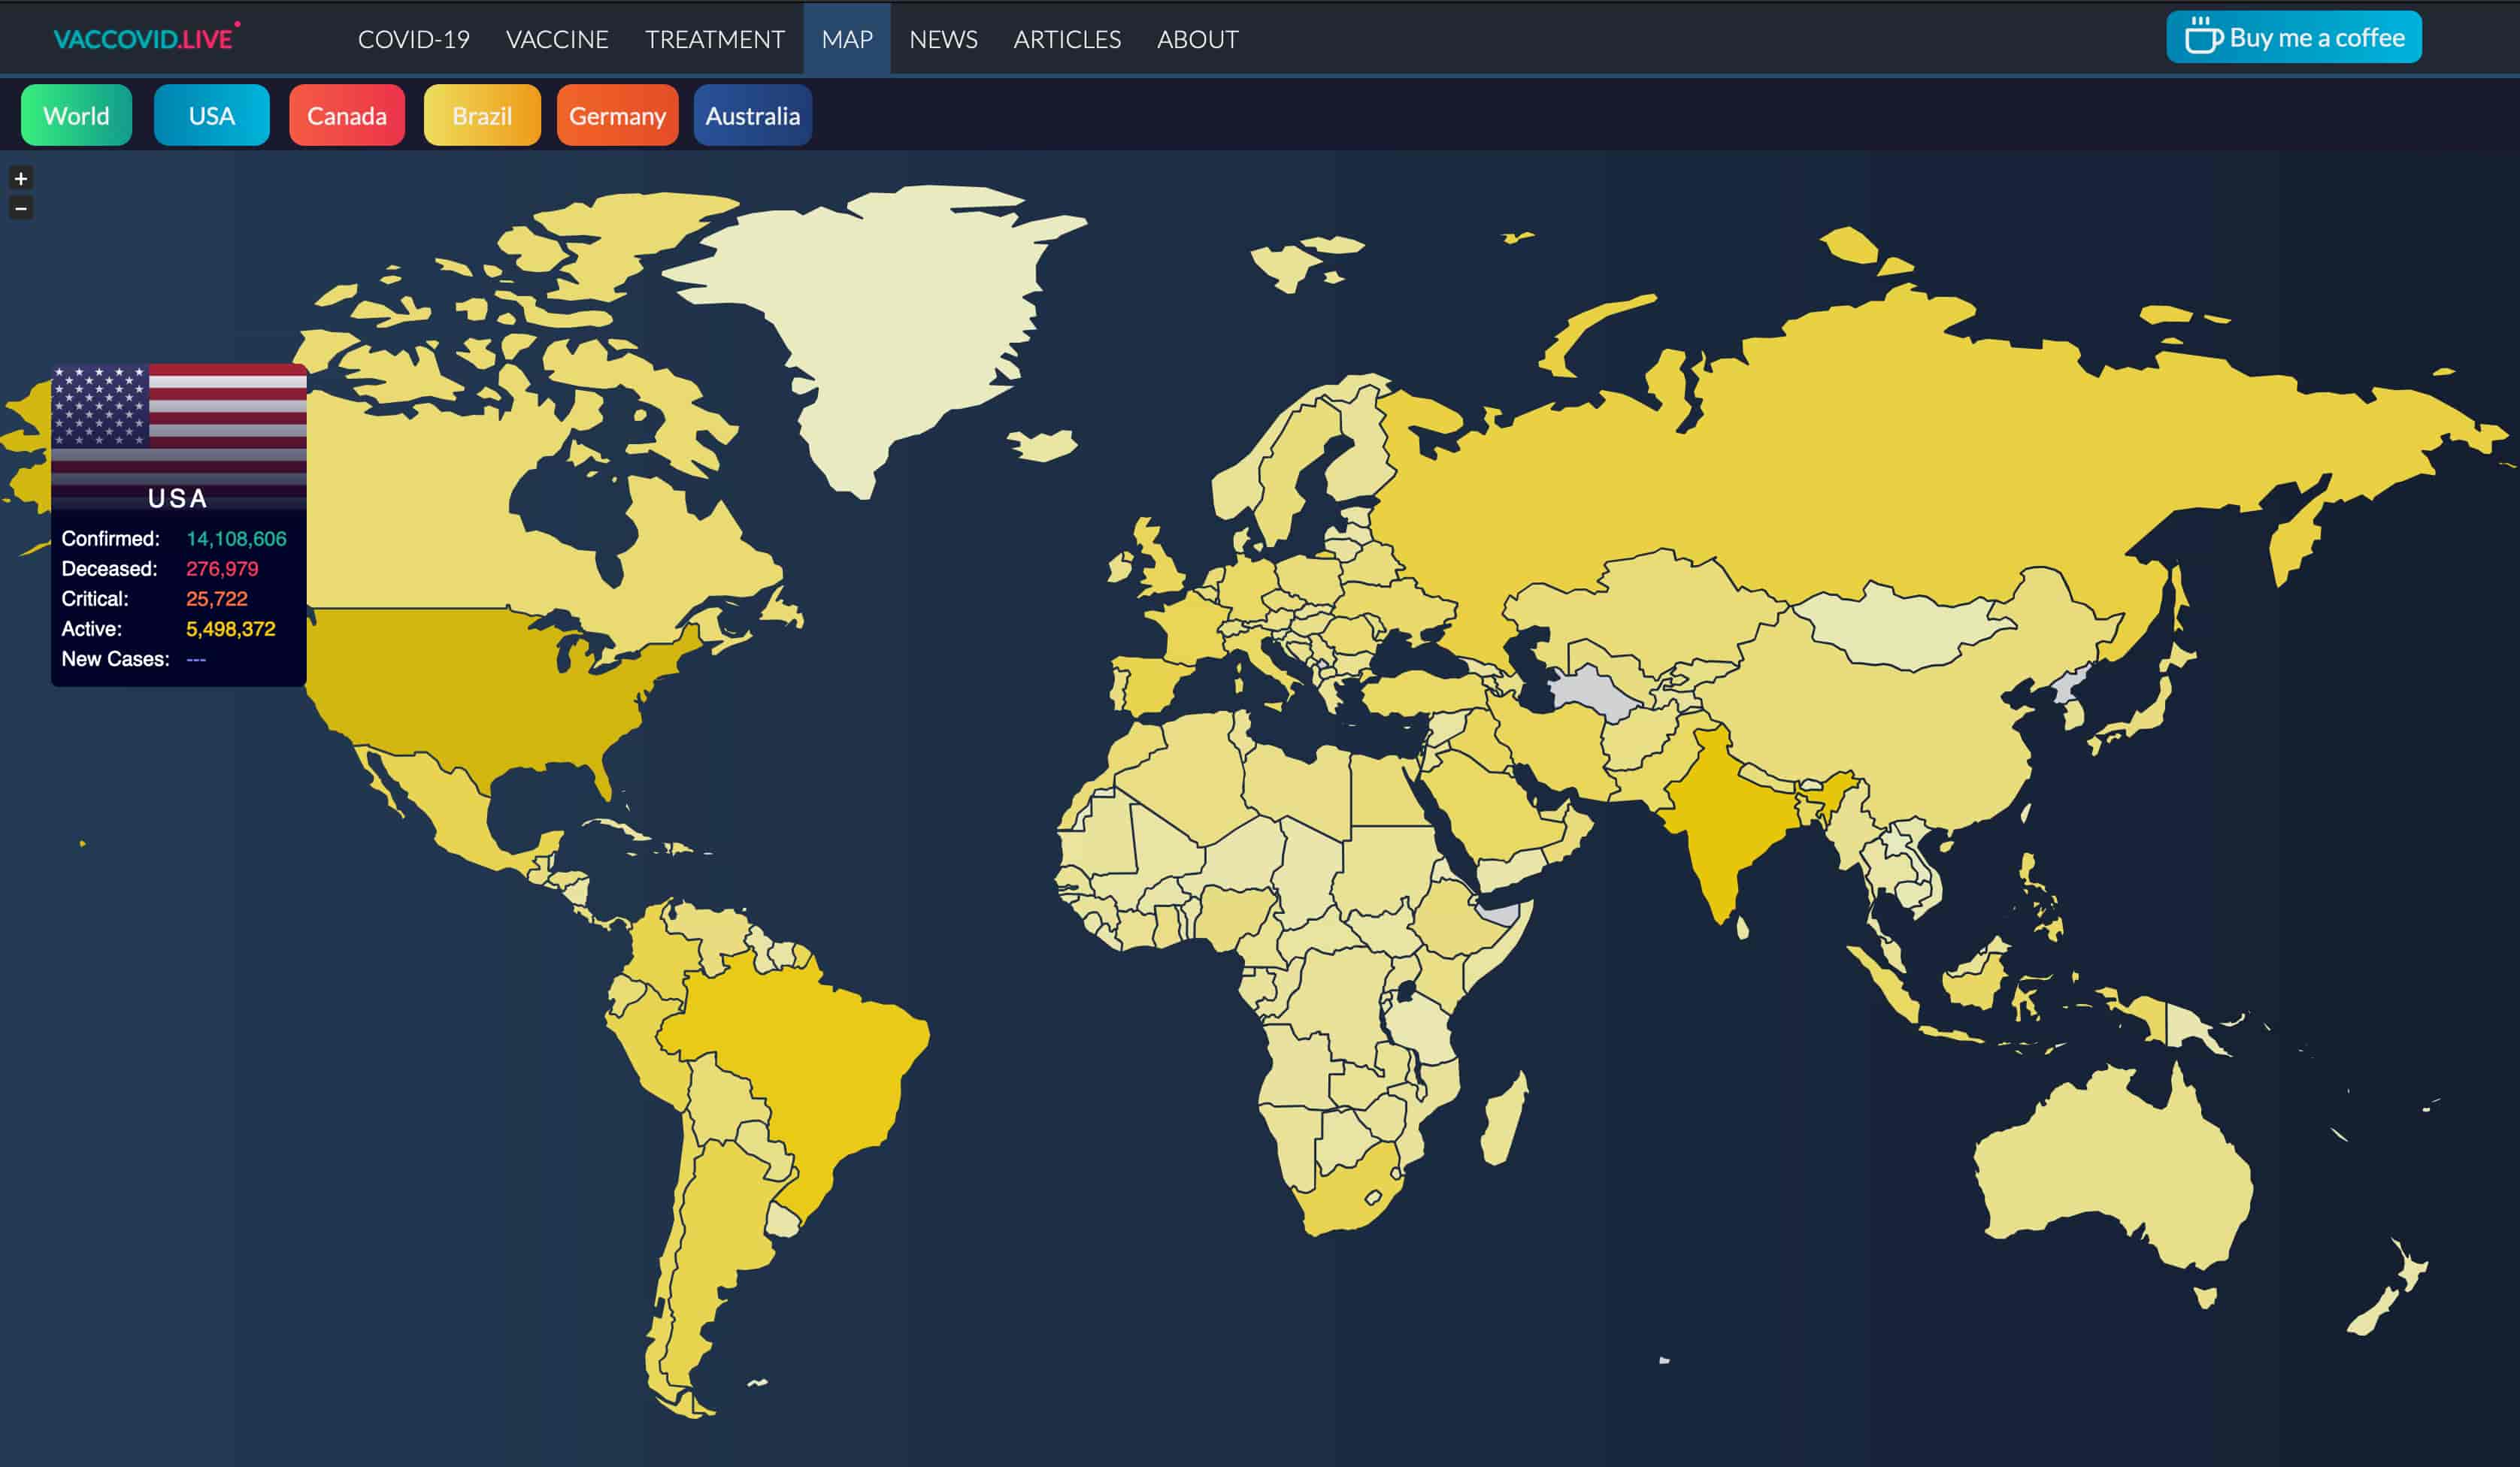 VACCOVID.LIVE
COVID-19 VACCINE TREATMENT MAP NEWS ARTICLES ABOUT
Buy me a coffee
World USA Canada Brazil Germany Australia
+
−
USA
Confirmed: 14,108,606
Deceased: 276,979
Critical: 25,722
Active: 5,498,372
New Cases: ---